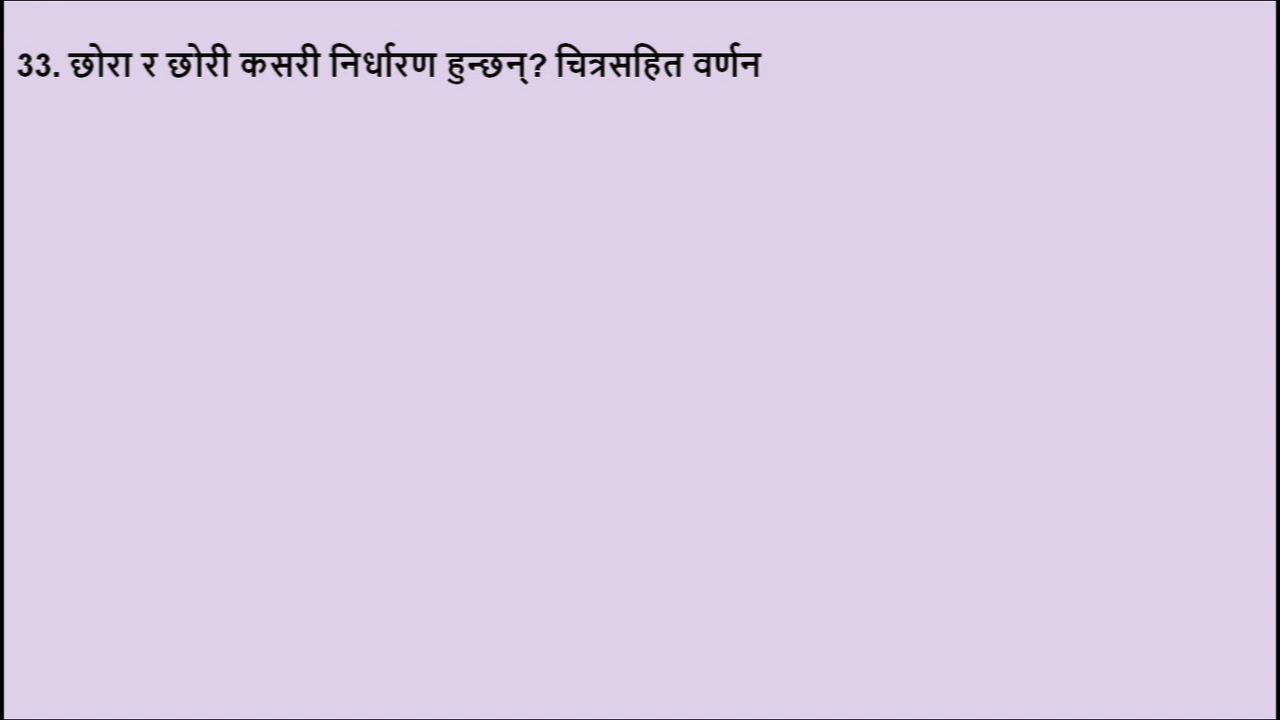 33. छोरा र छोरी कसरी निर्धारण हुन्छन्? चित्रसहित वर्णन